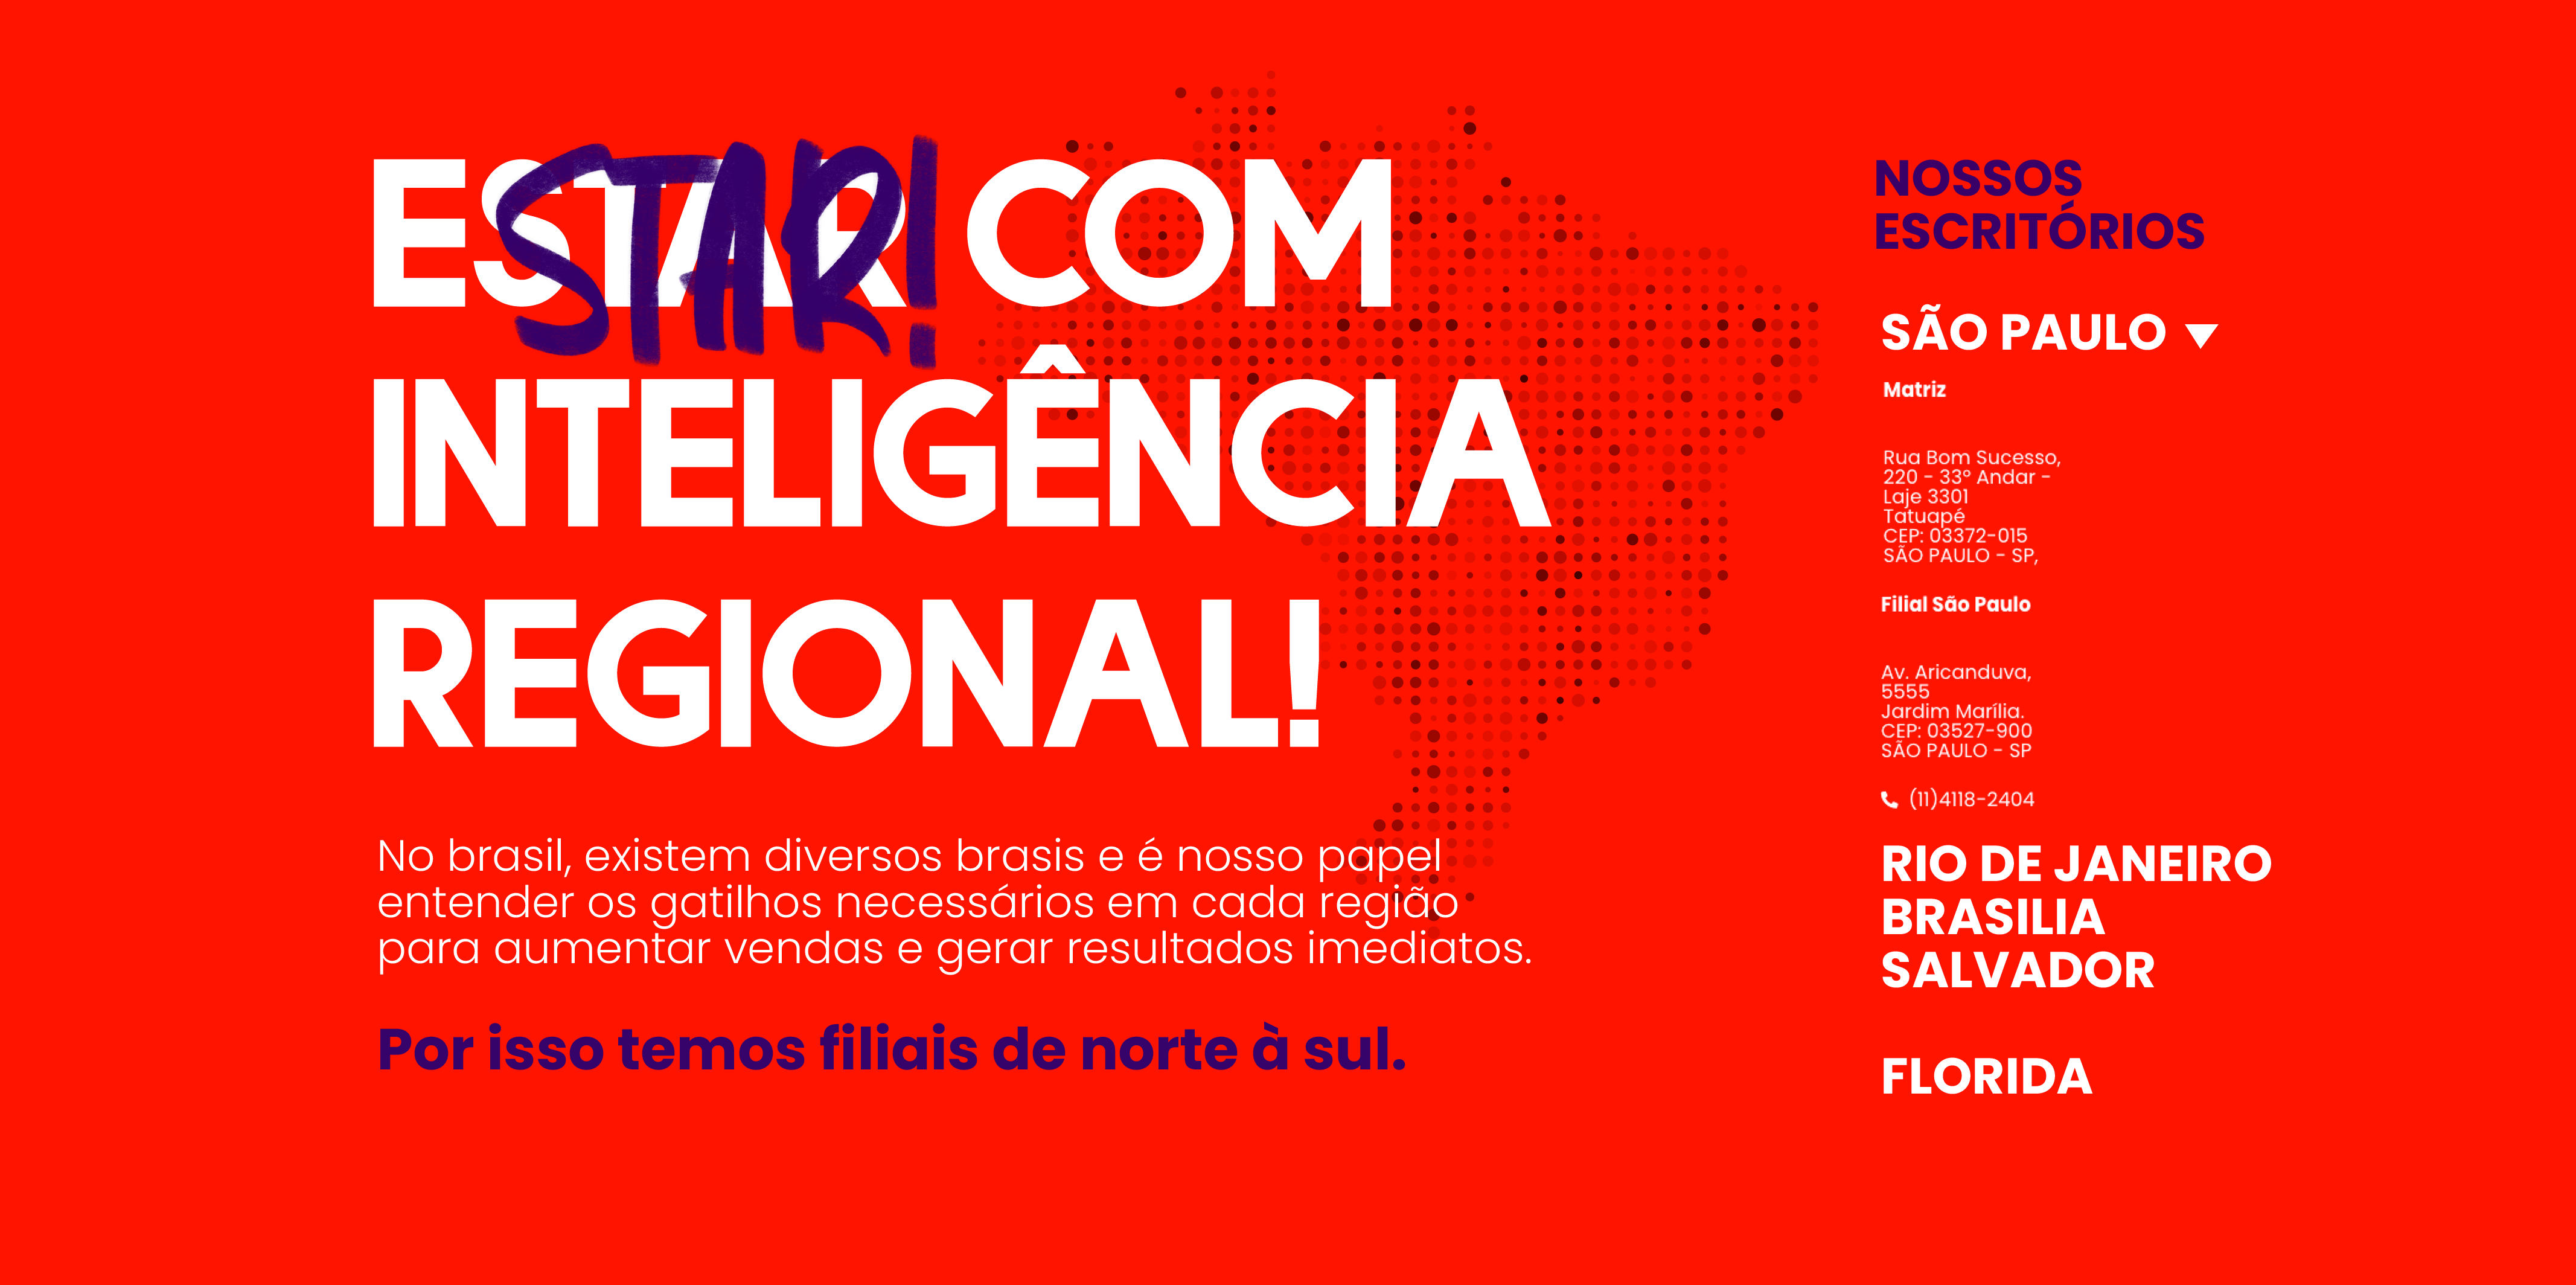 ESTAR COM
STAR!
INTELIGÊNCIA
REGIONAL!
No brasil, existem diversos brasis e é nosso papel
entender os gatilhos necessários em cada região
para aumentar vendas e gerar resultados imediatos.
Por isso temos filiais de norte à sul.
NOSSOS
ESCRITÓRIOS
SÃO PAULO
Matriz
Rua Bom Sucesso,
220 - 33º Andar -
Laje 3301
Tatuapé
CEP: 03372-015
SÃO PAULO - SP,
Filial São Paulo
Av. Aricanduva,
5555
Jardim Marília.
CEP: 03527-900
SÃO PAULO - SP
(11)4118-2404
RIO DE JANEIRO
BRASILIA
SALVADOR
FLORIDA